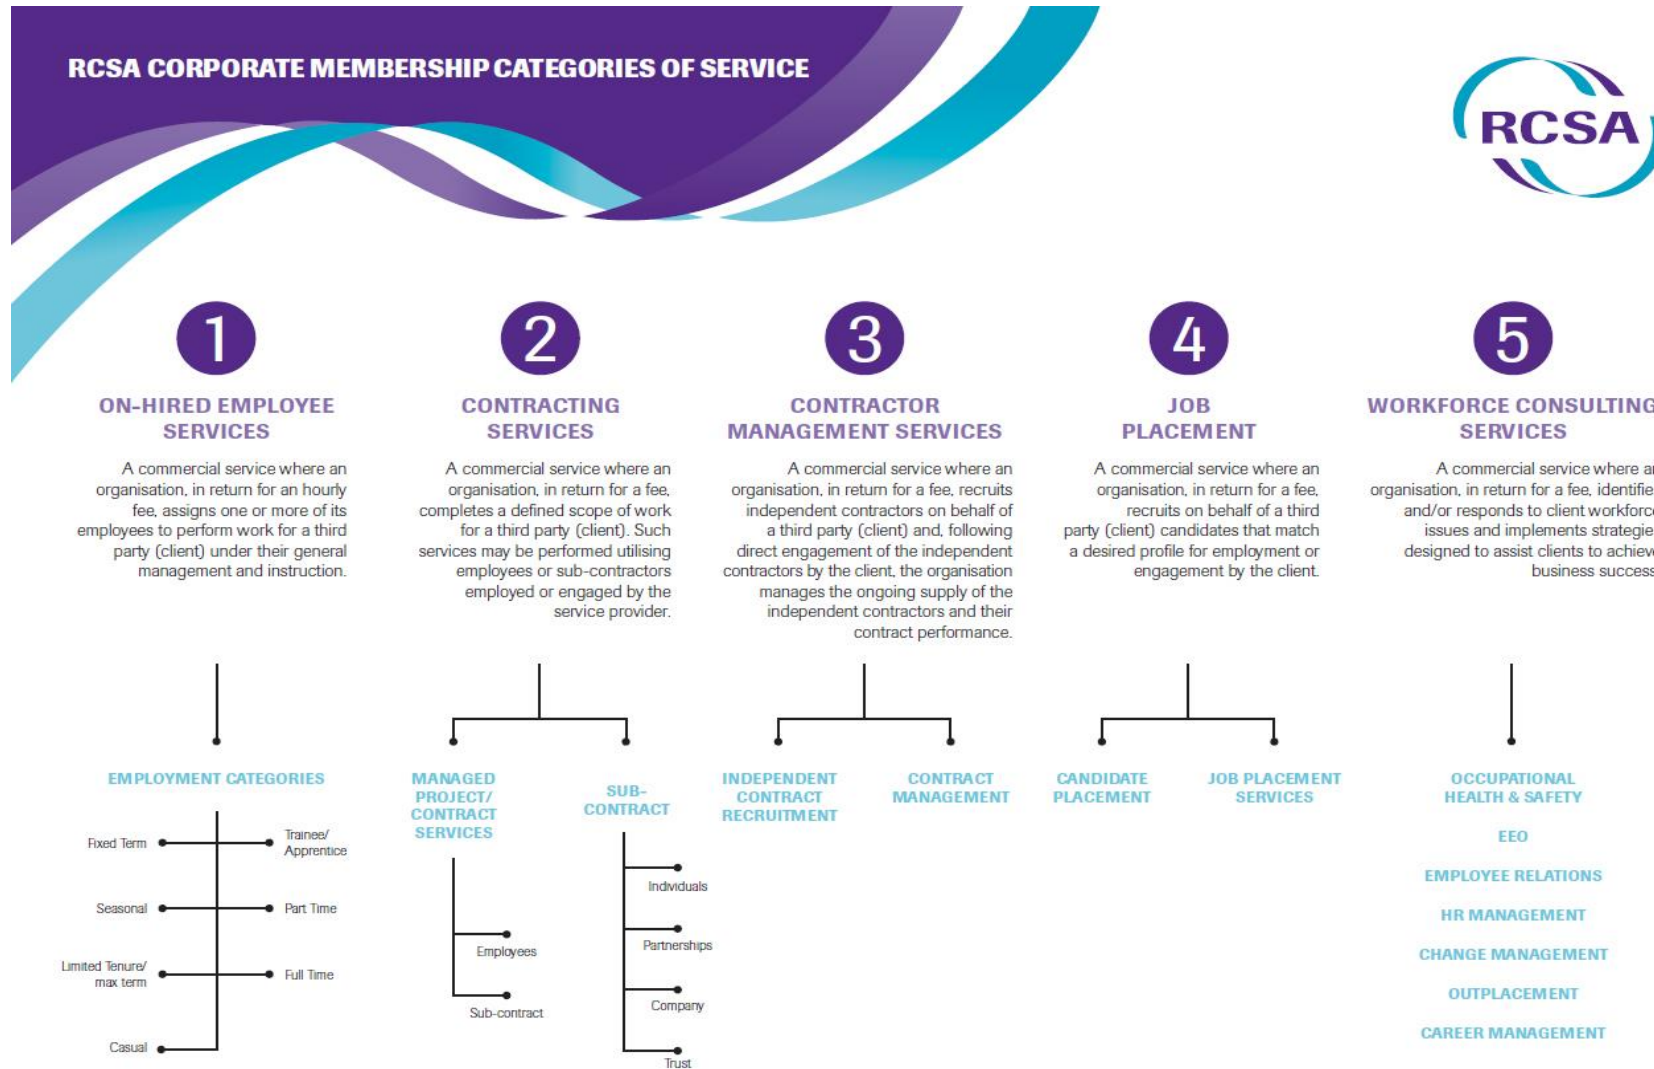 RCSA CORPORATE MEMBERSHIP CATEGORIES OF SERVICE
RCSA
1
ON-HIRED EMPLOYEE
SERVICES
A commercial service where an
organisation, in return for an hourly
fee, assigns one or more of its
employees to perform work for a third
party (client) under their general
management and instruction.
EMPLOYMENT CATEGORIES
Fixed Term
Trainee/
Apprentice
Seasonal
Part Time
Limited Tenure/
max term
Full Time
Casual
2
CONTRACTING
SERVICES
A commercial service where an
organisation, in return for a fee,
completes a defined scope of work
for a third party (client). Such
services may be performed utilising
employees or sub-contractors
employed or engaged by the
service provider.
MANAGED
PROJECT/
CONTRACT
SERVICES
Employees
Sub-contract
SUB-
CONTRACT
Individuals
Partnerships
Company
Trust
3
CONTRACTOR
MANAGEMENT SERVICES
A commercial service where an
organisation, in return for a fee, recruits
independent contractors on behalf of
a third party (client) and, following
direct engagement of the independent
contractors by the client, the organisation
manages the ongoing supply of the
independent contractors and their
contract performance.
INDEPENDENT
CONTRACT
RECRUITMENT
CONTRACT
MANAGEMENT
4
JOB
PLACEMENT
A commercial service where an
organisation, in return for a fee,
recruits on behalf of a third
party (client) candidates that match
a desired profile for employment or
engagement by the client.
CANDIDATE
PLACEMENT
JOB PLACEMENT
SERVICES
5
WORKFORCE CONSULTING
SERVICES
A commercial service where a
organisation, in return for a fee, identifie
and/or responds to client workforc
issues and implements strategie
designed to assist clients to achiev
business success
OCCUPATIONAL
HEALTH & SAFETY
EEO
EMPLOYEE RELATIONS
HR MANAGEMENT
CHANGE MANAGEMENT
OUTPLACEMENT
CAREER MANAGEMENT